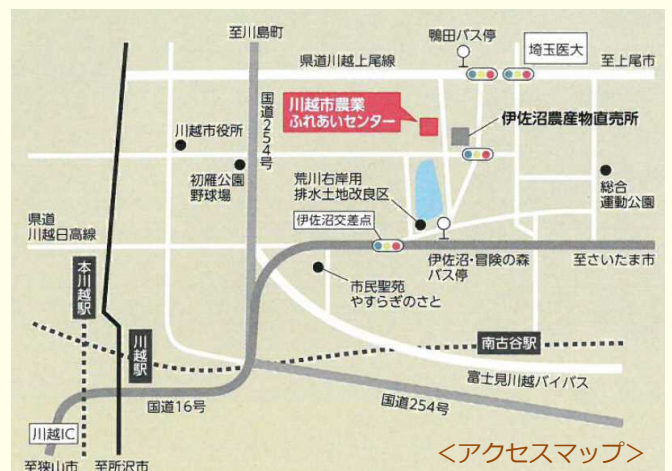 至川島町
鴨田バス停
埼玉医大
県道川越上尾線
至上尾市
国道254号
川越市農業
ふれあいセンター
伊佐沼農産物直売所
川越市役所
初雁公園
野球場
荒川右岸用
排水土地改良区
総合
運動公園
県道
川越日高線
伊佐沼交差点
伊佐沼・冒険の森
バス停
至さいたま市
本川越駅
市民聖苑
やすらぎのさと
川越駅
南古谷駅
富士見川越バイパス
国道16号
国道254号
川越IC
至狭山市
至所沢市
＜アクセスマップ＞